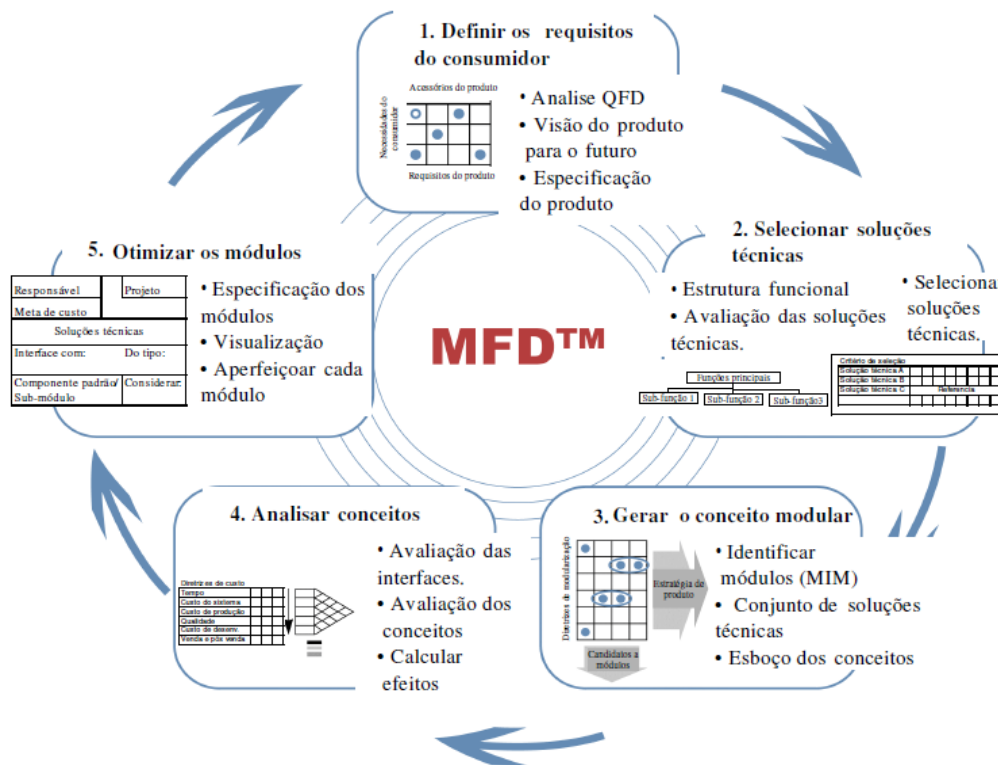 1. Definir os requisitos
do consumidor
Acessórios do produto
Necessidades do
consumidor
Requisitos do produto
• Analise QFD
• Visão do produto
para o futuro
• Especificação
do produto
2. Selecionar soluções
técnicas
• Estrutura funcional
• Avaliação das soluções
técnicas.
• Seleciona
soluções
técnicas.
Funções principais
Sub-função 1
Sub-função 2
Sub-função3
Critério de seleção
Solução técnica A
Solução técnica B
Solução técnica C
Referencia
3. Gerar o conceito modular
Diretrizes de modularização
Estratégia de
produto
Candidatos a
módulos
• Identificar
módulos (MIM)
• Conjunto de soluções
técnicas
• Esboço dos conceitos
4. Analisar conceitos
Diretrizes de custo
Tempo
Custo do sistema
Custo de produção
Qualidade
Custo de desenv.
Venda e pós venda
• Avaliação das
interfaces.
• Avaliação dos
conceitos
• Calcular
efeitos
5. Otimizar os módulos
Responsável
Projeto
Meta de custo
Soluções técnicas
Interface com:
Do tipo:
Componente padrão/
Sub-módulo
Considerar:
• Especificação dos
módulos
• Visualização
• Aperfeiçoar cada
módulo
MFD™